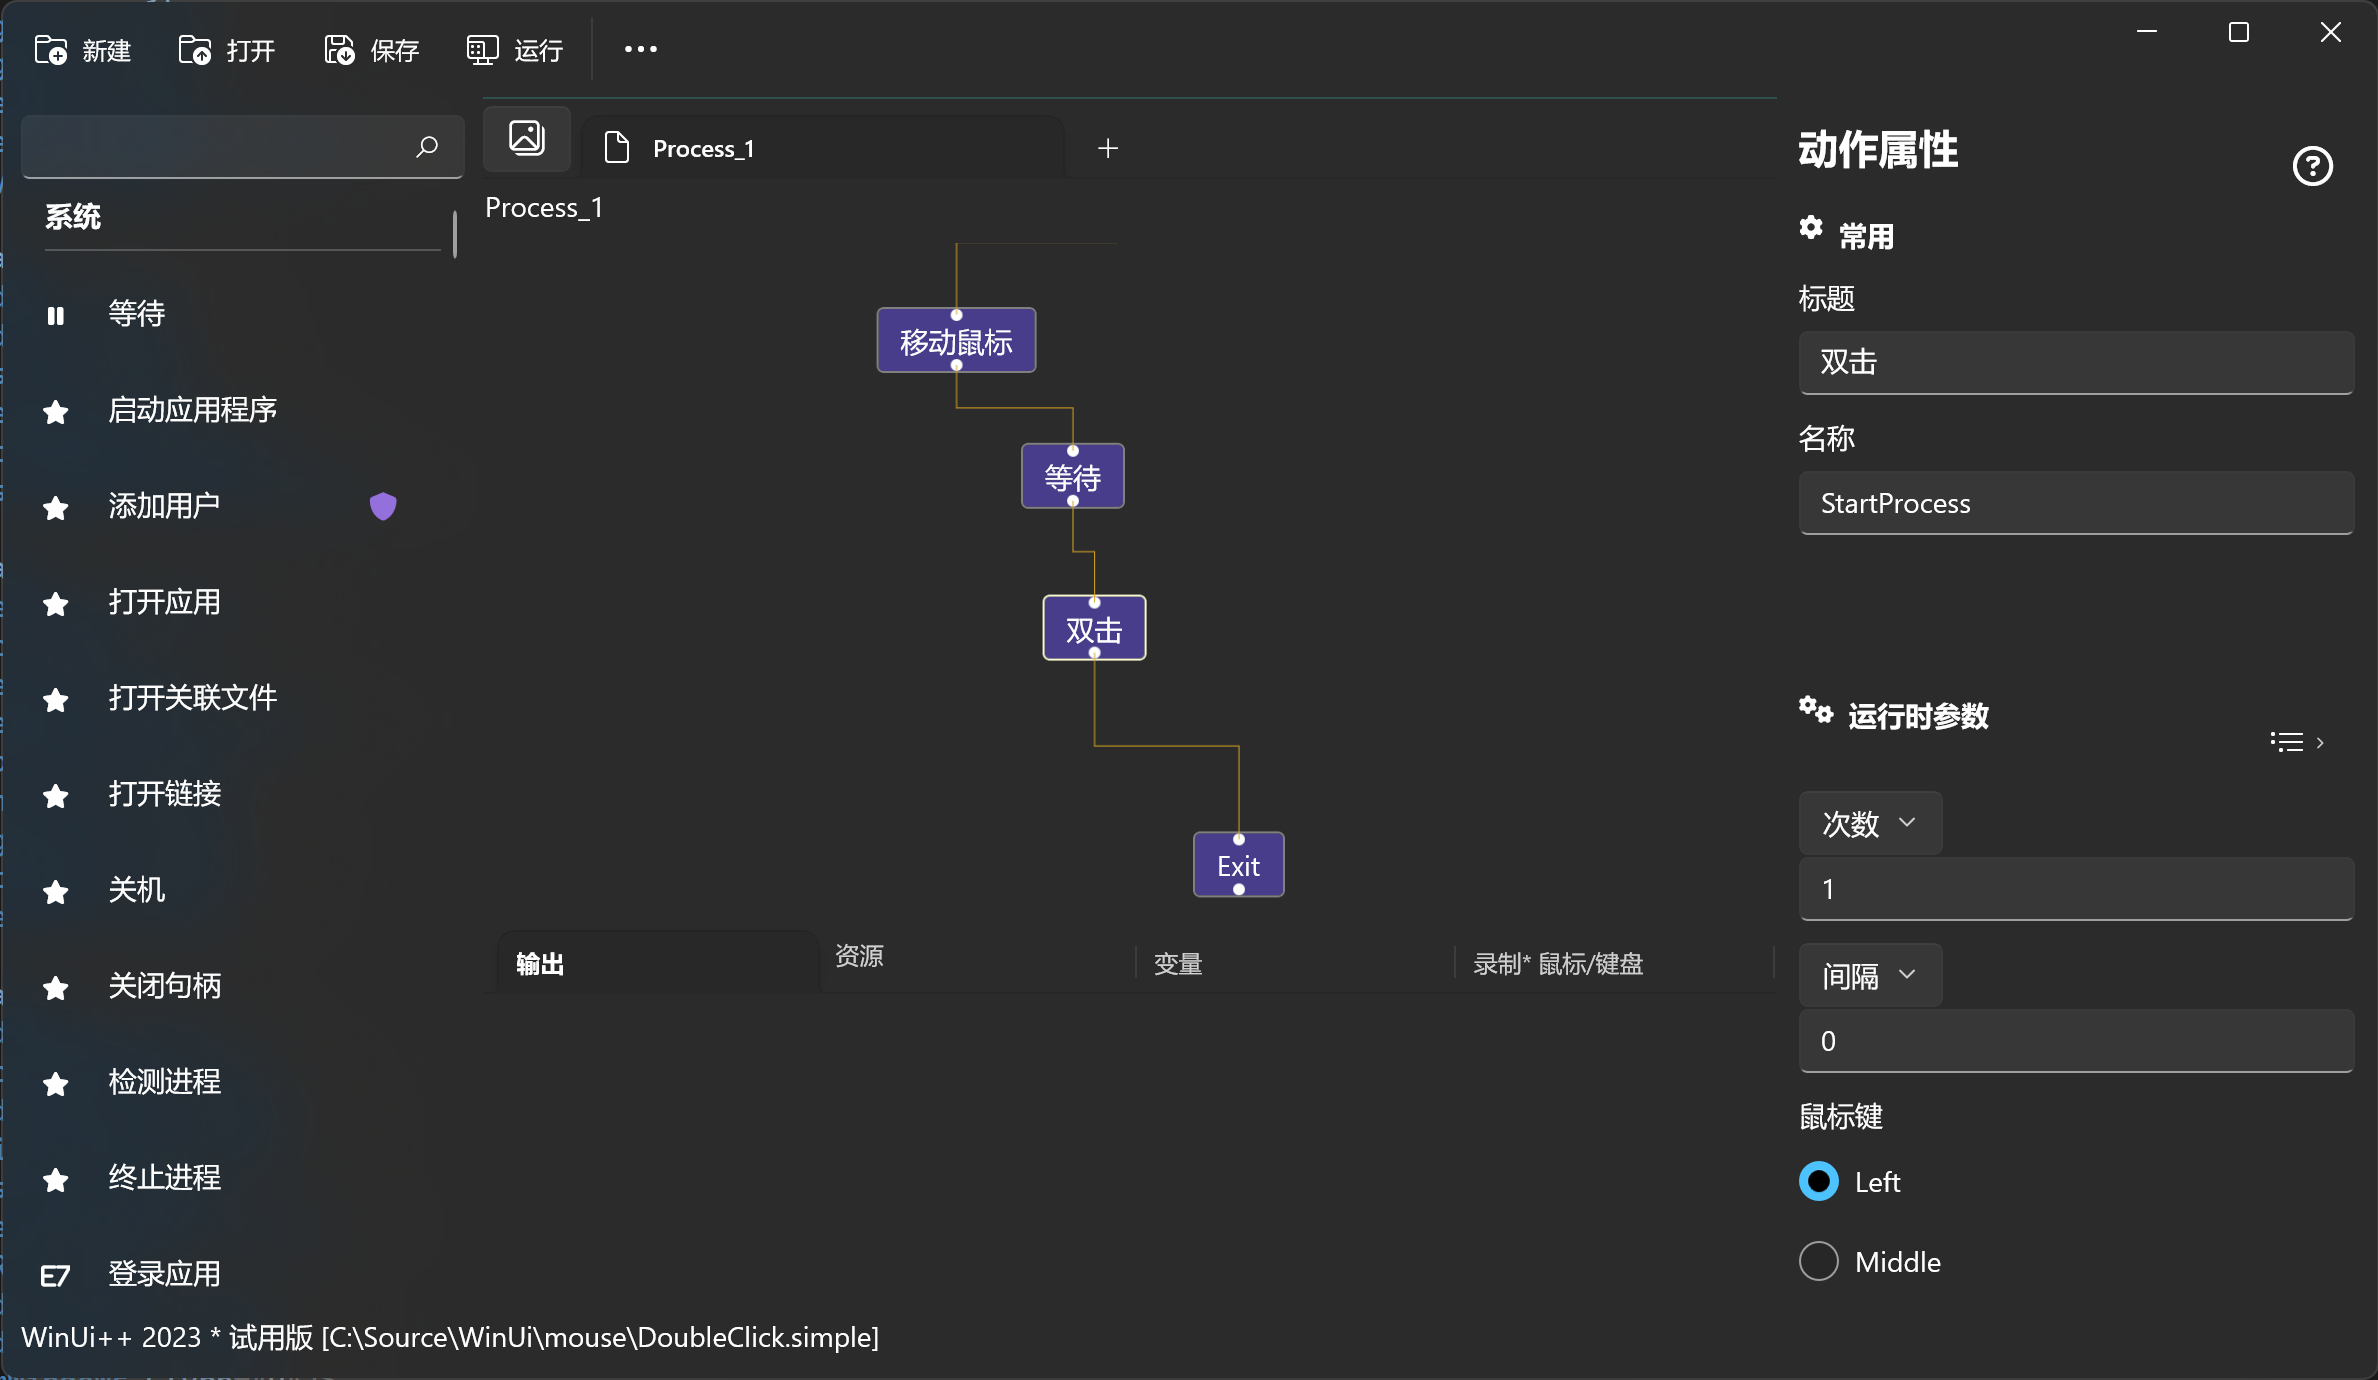 新建
打开
保存
运行
系统
等待
启动应用程序
添加用户
打开应用
打开关联文件
打开链接
关机
关闭句柄
检测进程
终止进程
E7 登录应用
Process_1
Process_1
移动鼠标
等待
双击
Exit
输出
资源
变量
录制* 鼠标/键盘
动作属性
常用
标题
双击
名称
StartProcess
运行时参数
次数
1
间隔
0
鼠标键
Left
Middle
WinUi++ 2023 * 试用版 [C:\Source\WinUi\mouse\DoubleClick.simple]